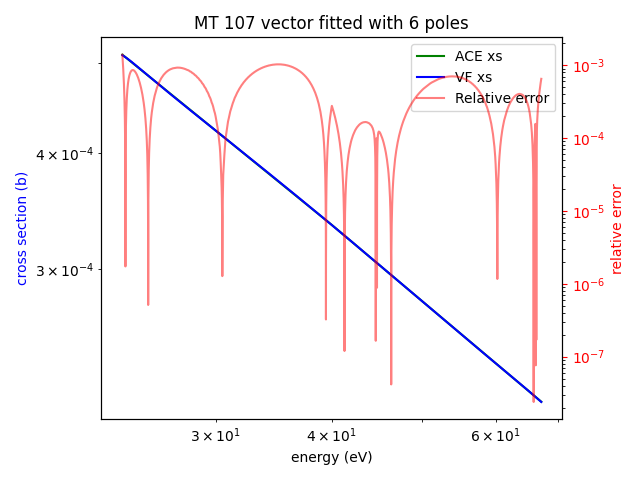 MT 107 vector fitted with 6 poles
ACE xs
VF xs
Relative error
cross section (b)
4 × 10⁻⁴
3 × 10⁻⁴
10⁻³
10⁻⁴
10⁻⁵
10⁻⁶
10⁻⁷
relative error
3 × 10¹
4 × 10¹
6 × 10¹
energy (eV)